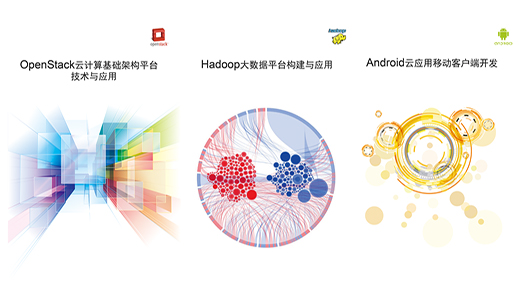 openstack
OpenStack云计算基础架构平台
技术与应用
Hadoop大数据平台构建与应用
ANDROID
Android云应用移动客户端开发